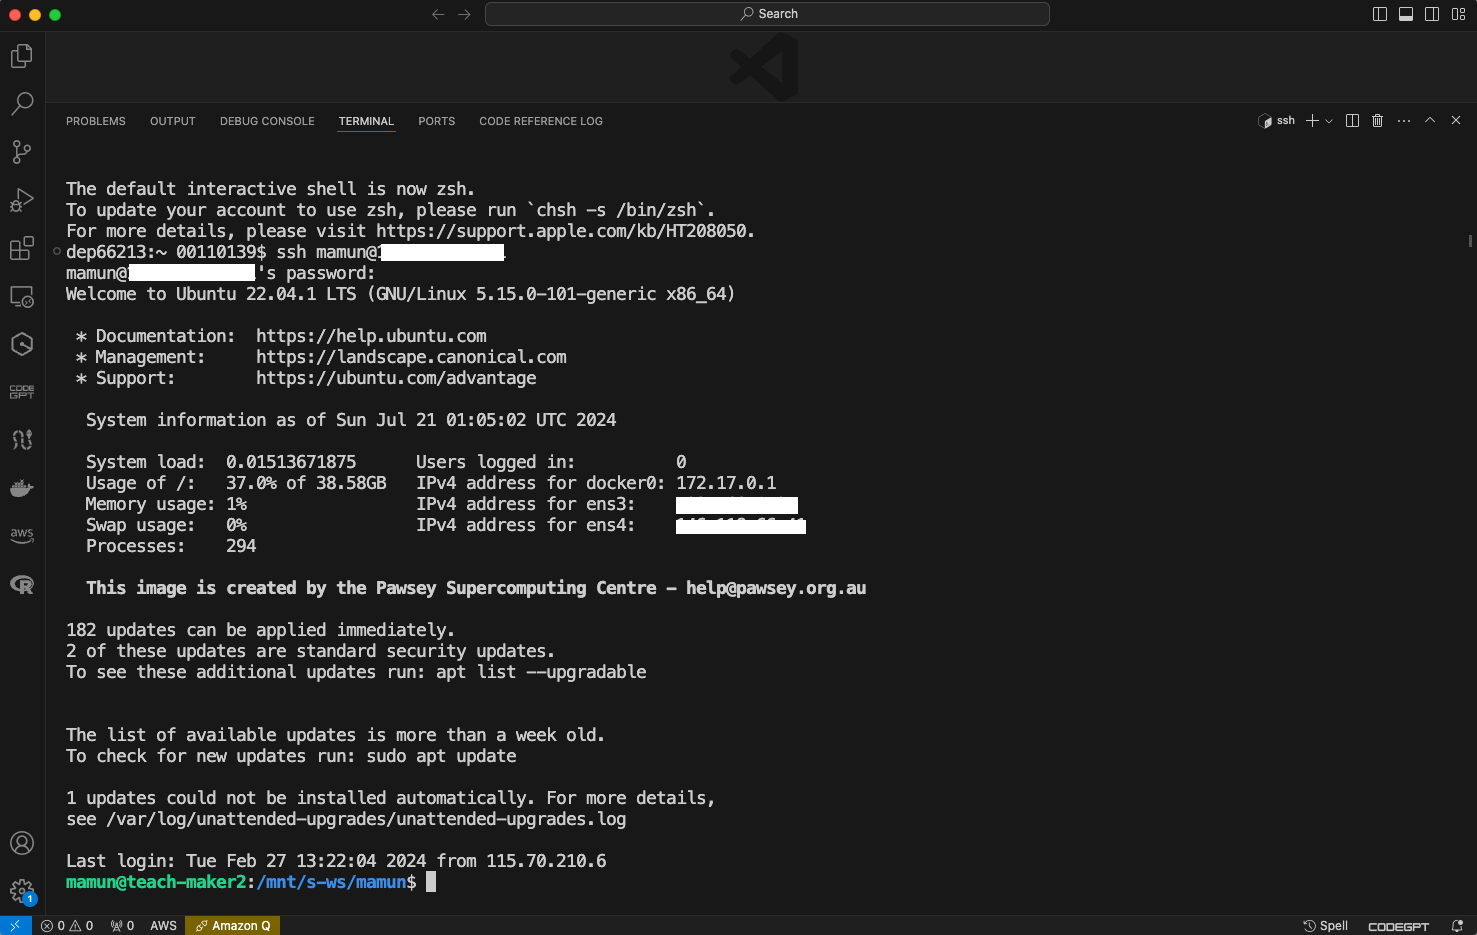 Search
PROBLEMS OUTPUT DEBUG CONSOLE TERMINAL PORTS CODE REFERENCE LOG ssh
The default interactive shell is now zsh.
To update your account to use zsh, please run `chsh -s /bin/zsh`.
For more details, please visit https://support.apple.com/kb/HT208050.
dep66213:~ 00110139$ ssh mamun@
mamun@ 's password:
Welcome to Ubuntu 22.04.1 LTS (GNU/Linux 5.15.0-101-generic x86_64)
* Documentation: https://help.ubuntu.com
* Management: https://landscape.canonical.com
* Support: https://ubuntu.com/advantage
System information as of Sun Jul 21 01:05:02 UTC 2024
System load: 0.01513671875 Users logged in: 0
Usage of /: 37.0% of 38.58GB IPv4 address for docker0: 172.17.0.1
Memory usage: 1% IPv4 address for ens3:
Swap usage: 0% IPv4 address for ens4:
Processes: 294
This image is created by the Pawsey Supercomputing Centre - help@pawsey.org.au
182 updates can be applied immediately.
2 of these updates are standard security updates.
To see these additional updates run: apt list --upgradable
The list of available updates is more than a week old.
To check for new updates run: sudo apt update
1 updates could not be installed automatically. For more details,
see /var/log/unattended-upgrades/unattended-upgrades.log
Last login: Tue Feb 27 13:22:04 2024 from 115.70.210.6
mamun@teach-maker2:/mnt/s-ws/mamun$
CODE
GPT
aws
R
1
0 0 0 AWS Amazon Q Spell CODEGPT